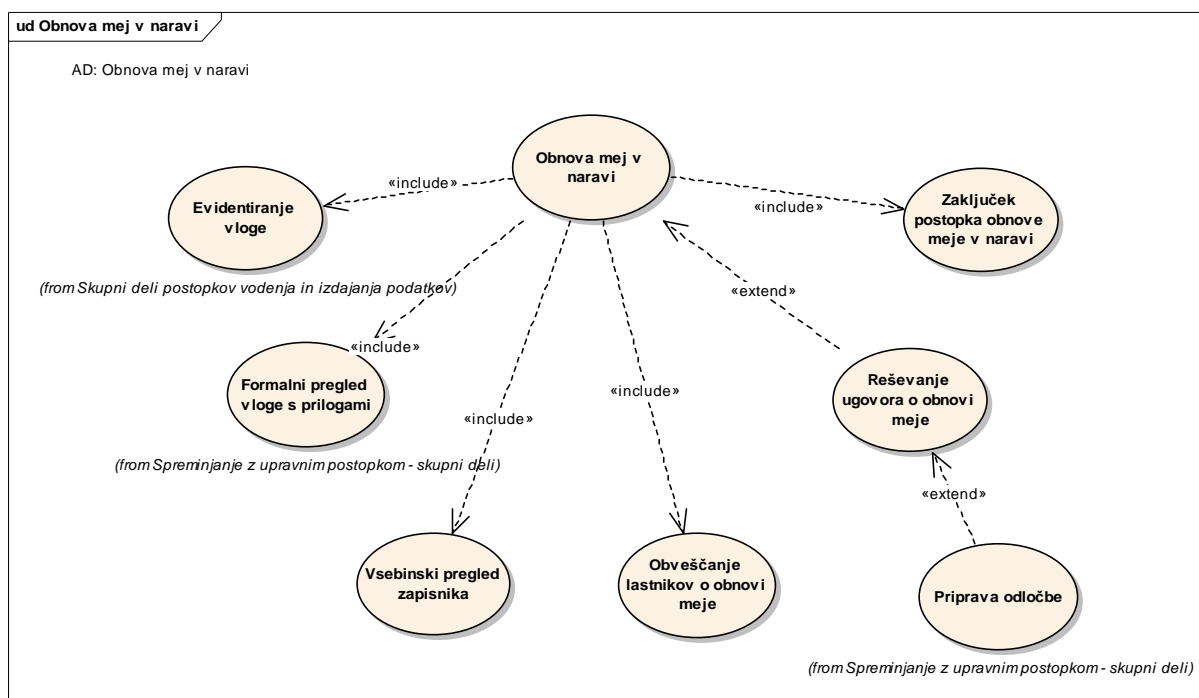 ud Obnova mej v naravi
AD: Obnova mej v naravi
Obnova mej v
naravi
«include»
Evidentiranje
vloge
(from Skupni deli postopkov vodenja in izdajanja podatkov)
«include»
Zaključek
postopka obnove
meje v naravi
«include»
Formalni pregled
vloge s prilogami
(from Spreminjanje z upravnim postopkom - skupni deli)
«extend»
Reševanje
ugovora o obnovi
meje
«include»
Vsebinski pregled
zapisnika
«include»
Obveščanje
lastnikov o obnovi
meje
«extend»
Priprava odločbe
(from Spreminjanje z upravnim postopkom - skupni deli)